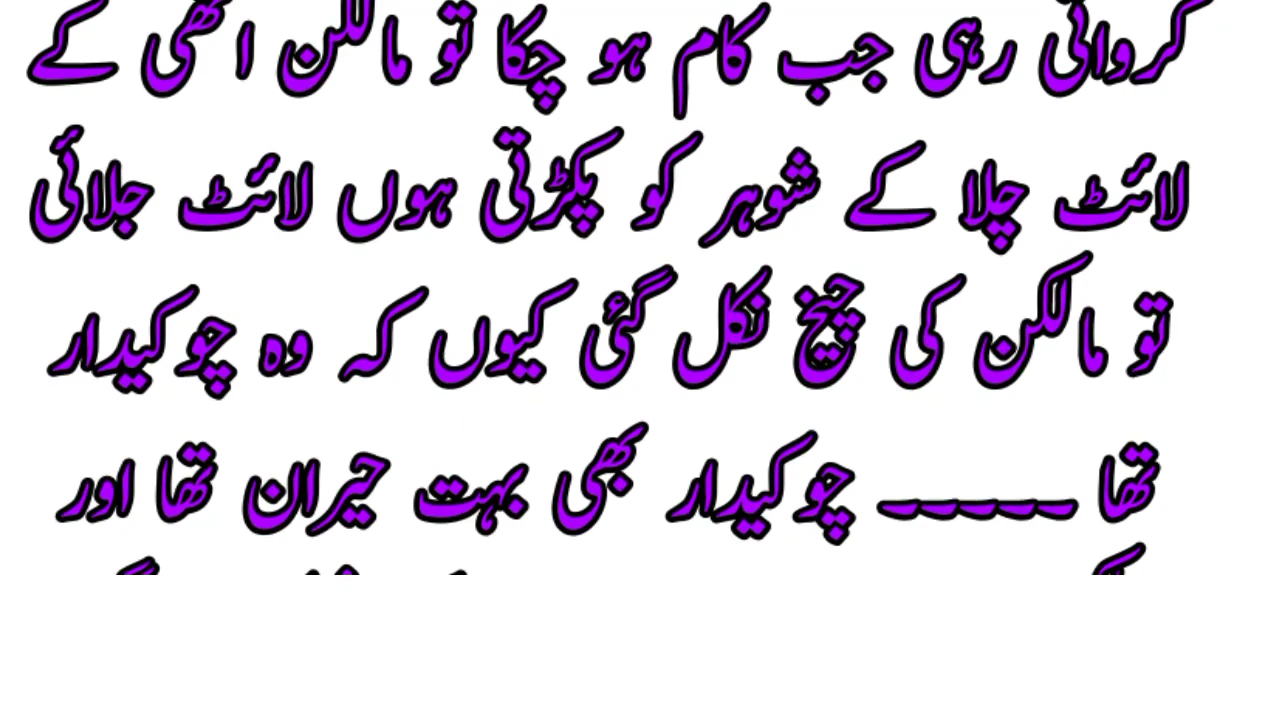 کرواتی رہی جب کام ہو چکا تو مالکن اٹھی کے
لائٹ چلا کے شوہر کو پکڑتی ہوں لائٹ جلائی
تو مالکن کی چیخ نکل گئی کیوں کہ وہ چوکیدار
تھا ۔۔۔۔۔ چوکیدار بھی بہت حیران تھا اور